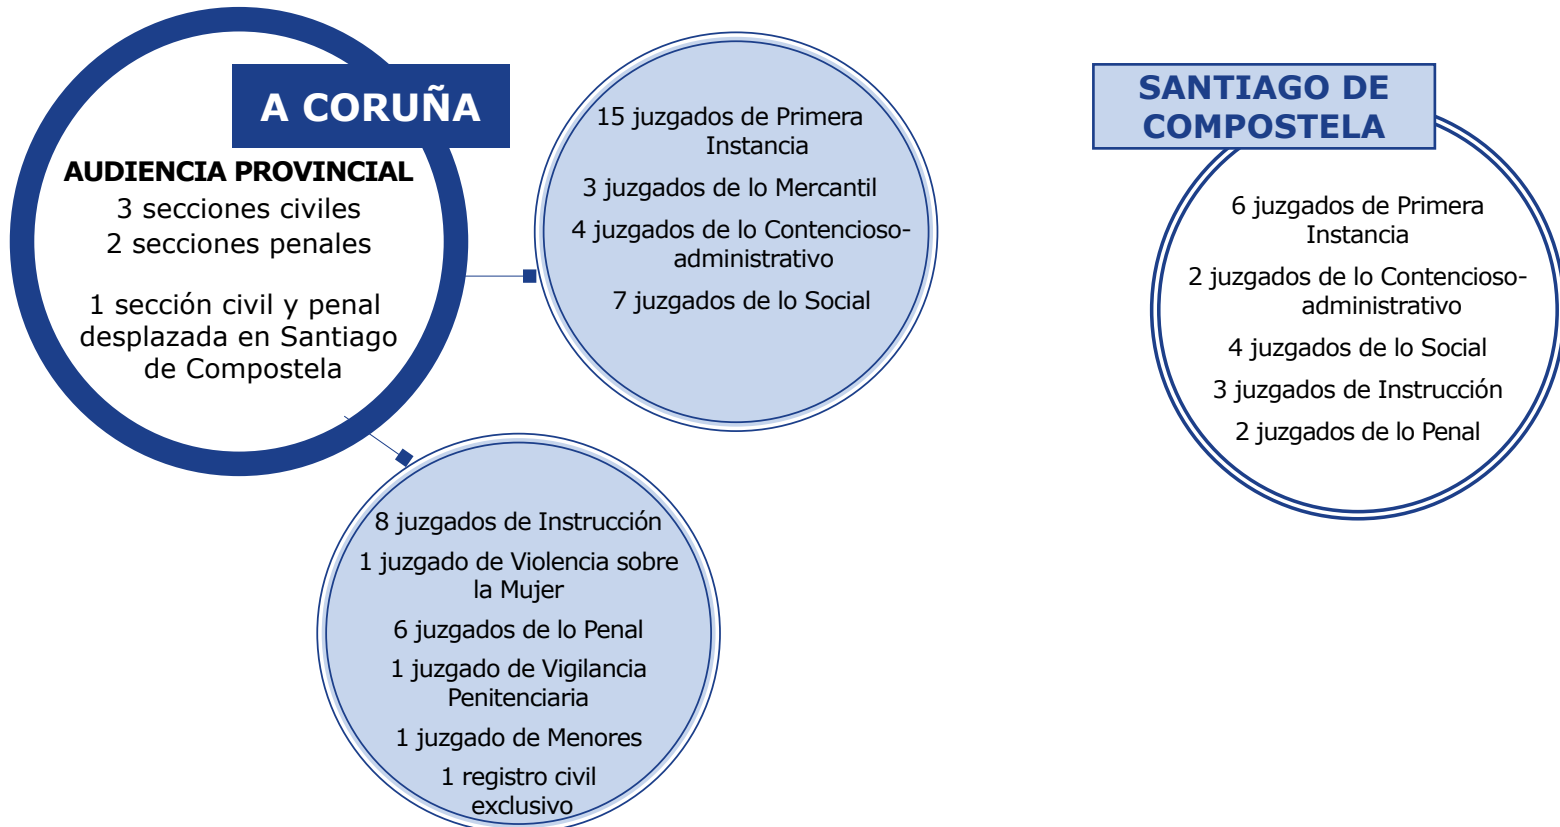 A CORUÑA
AUDIENCIA PROVINCIAL
3 secciones civiles
2 secciones penales
1 sección civil y penal
desplazada en Santiago
de Compostela
15 juzgados de Primera
Instancia
3 juzgados de lo Mercantil
4 juzgados de lo Contencioso-
administrativo
7 juzgados de lo Social
8 juzgados de Instrucción
1 juzgado de Violencia sobre
la Mujer
6 juzgados de lo Penal
1 juzgado de Vigilancia
Penitenciaria
1 juzgado de Menores
1 registro civil
exclusivo
SANTIAGO DE
COMPOSTELA
6 juzgados de Primera
Instancia
2 juzgados de lo Contencioso-
administrativo
4 juzgados de lo Social
3 juzgados de Instrucción
2 juzgados de lo Penal